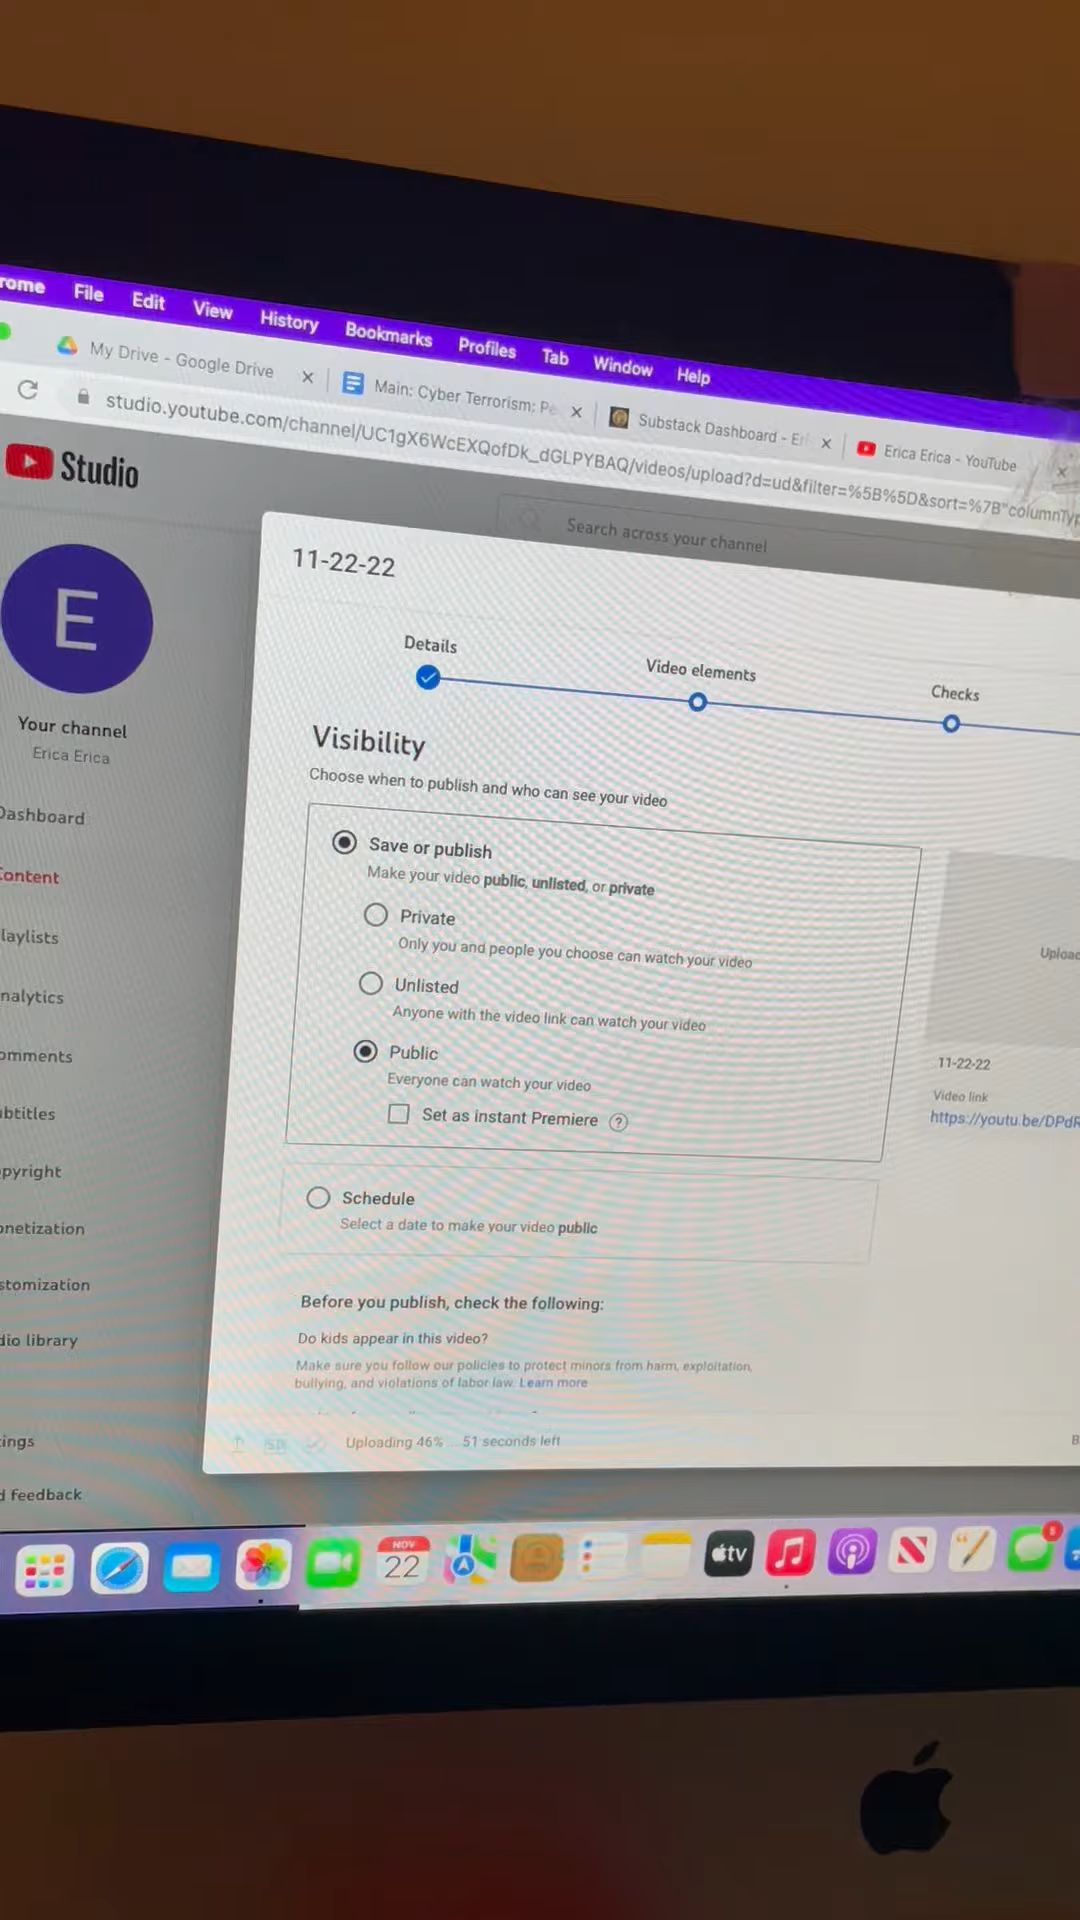 File Edit View History Bookmarks Profiles Tab Window Help
My Drive - Google Drive
Main: Cyber Terrorism:
Substack Dashboard -
Erica Erica - YouTube
studio.youtube.com/channel/UC1gX6WcEXQofDk_dGLPYBAQ/videos/upload?d=ud&filter=%5B%5D&sort=%7B"columnTyp
Studio
Search across your channel
E
Your channel
Erica Erica
Dashboard
Content
laylists
nalytics
omments
btitles
pyright
onetization
stomization
dio library
ings
d feedback
11-22-22
Details
Video elements
Checks
Visibility
Choose when to publish and who can see your video
Save or publish
Make your video public, unlisted, or private
Private
Only you and people you choose can watch your video
Unlisted
Anyone with the video link can watch your video
Public
Everyone can watch your video
Set as instant Premiere ?
Schedule
Select a date to make your video public
Before you publish, check the following:
Do kids appear in this video?
Make sure you follow our policies to protect minors from harm, exploitation,
bullying, and violations of labor law. Learn more
Uploading 46% ... 51 seconds left
Upload
11-22-22
Video link
https://youtu.be/DPdR
NOV
22
tv